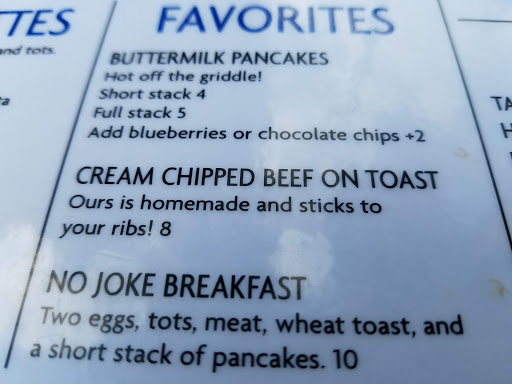 TTES
and tots.
FAVORITES
BUTTERMILK PANCAKES
Hot off the griddle!
Short stack 4
Full stack 5
Add blueberries or chocolate chips +2
CREAM CHIPPED BEEF ON TOAST
Ours is homemade and sticks to
your ribs! 8
NO JOKE BREAKFAST
Two eggs, tots, meat, wheat toast, and
a short stack of pancakes. 10
TA
H